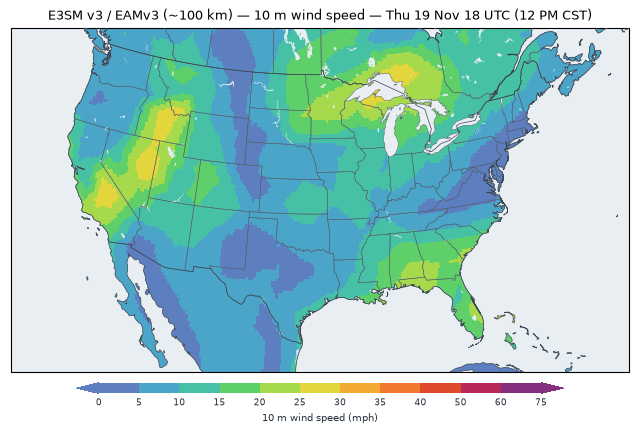 E3SM v3 / EAMv3 (~100 km) — 10 m wind speed — Thu 19 Nov 18 UTC (12 PM CST)
0 5 10 15 20 25 30 35 40 50 60 75
10 m wind speed (mph)